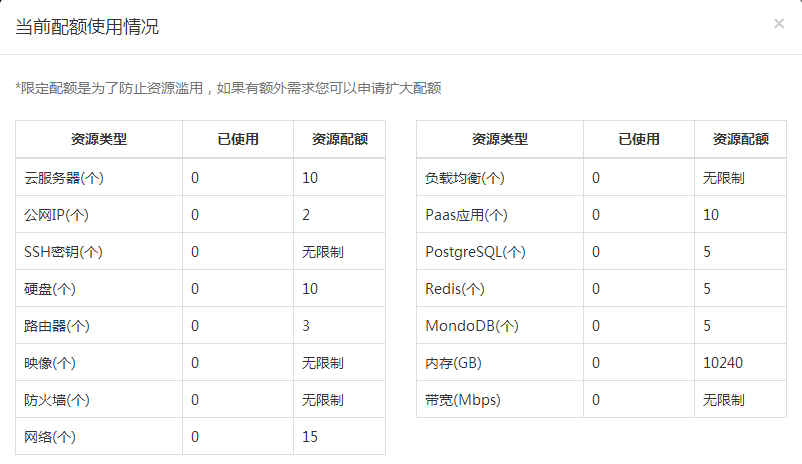 当前配额使用情况
×
*限定配额是为了防止资源滥用，如果有额外需求您可以申请扩大配额
资源类型 已使用 资源配额
云服务器(个) 0 10
公网IP(个) 0 2
SSH密钥(个) 0 无限制
硬盘(个) 0 10
路由器(个) 0 3
映像(个) 0 无限制
防火墙(个) 0 无限制
网络(个) 0 15
资源类型 已使用 资源配额
负载均衡(个) 0 无限制
Paas应用(个) 0 10
PostgreSQL(个) 0 5
Redis(个) 0 5
MondoDB(个) 0 5
内存(GB) 0 10240
带宽(Mbps) 0 无限制